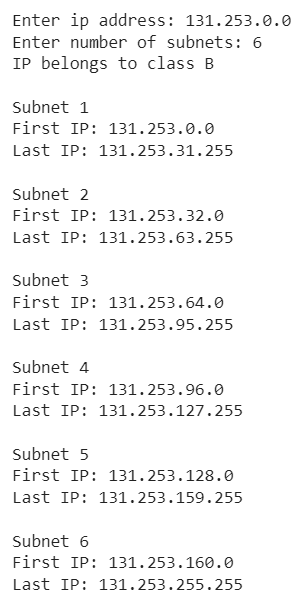 Enter ip address: 131.253.0.0
Enter number of subnets: 6
IP belongs to class B
Subnet 1
First IP: 131.253.0.0
Last IP: 131.253.31.255
Subnet 2
First IP: 131.253.32.0
Last IP: 131.253.63.255
Subnet 3
First IP: 131.253.64.0
Last IP: 131.253.95.255
Subnet 4
First IP: 131.253.96.0
Last IP: 131.253.127.255
Subnet 5
First IP: 131.253.128.0
Last IP: 131.253.159.255
Subnet 6
First IP: 131.253.160.0
Last IP: 131.253.255.255